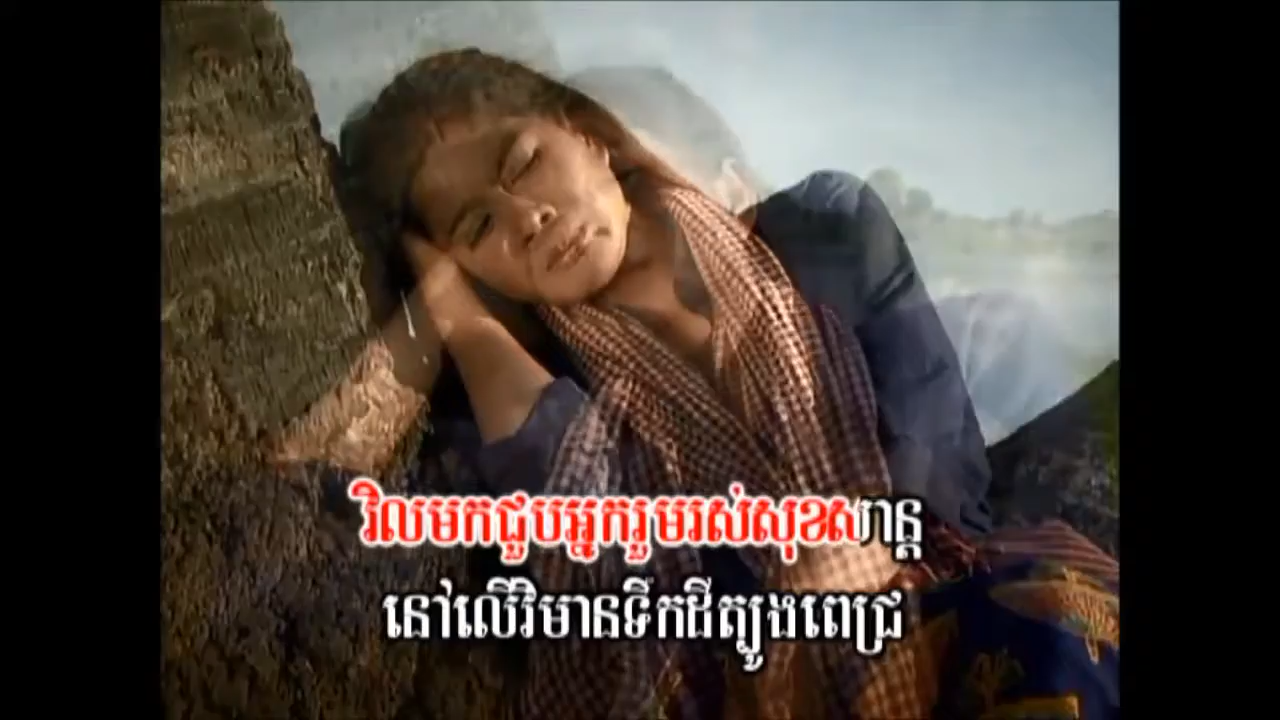 វិលមកជួបអ្នករួមរស់សុខសាន្ត
នៅលើវិមានទឹកដីត្បូងពេជ្រ